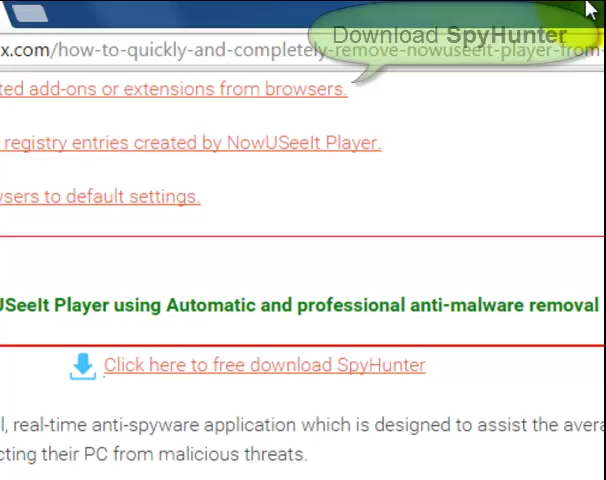 Download SpyHunter
x.com/how-to-quickly-and-completely-remove-nowuseeit-player-from-
ted add-ons or extensions from browsers.
registry entries created by NowUSeeIt Player.
wsers to default settings.
USeeIt Player using Automatic and professional anti-malware removal
Click here to free download SpyHunter
l, real-time anti-spyware application which is designed to assist the avera
cting their PC from malicious threats.